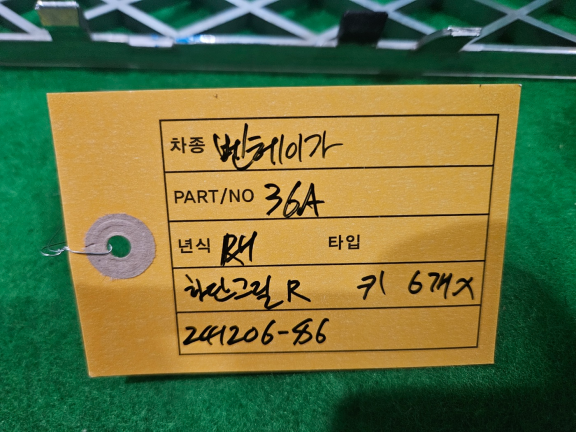 차종 벤테이가
PART/NO 36A
년식 RH 타입
하단그릴 R 키 6개X
241206-86